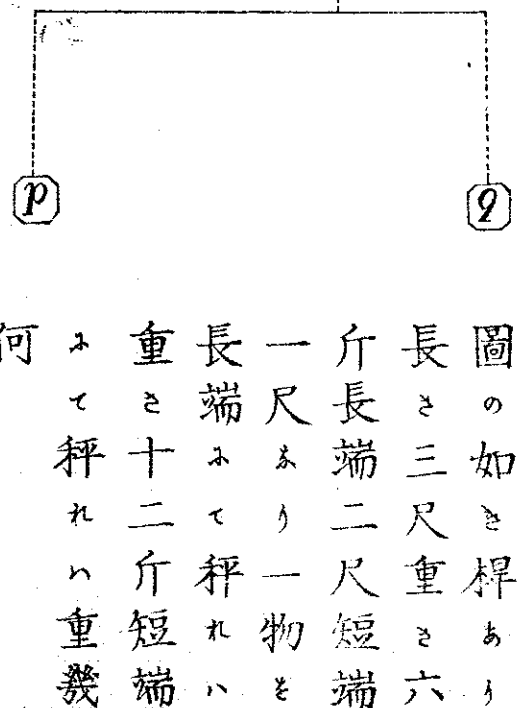 p
q
圖の如き桿あり
長さ三尺重さ六
斤長端二尺短端
一尺なり一物を
長端にて秤れハ
重さ十二斤短端
にて秤れハ重幾
何